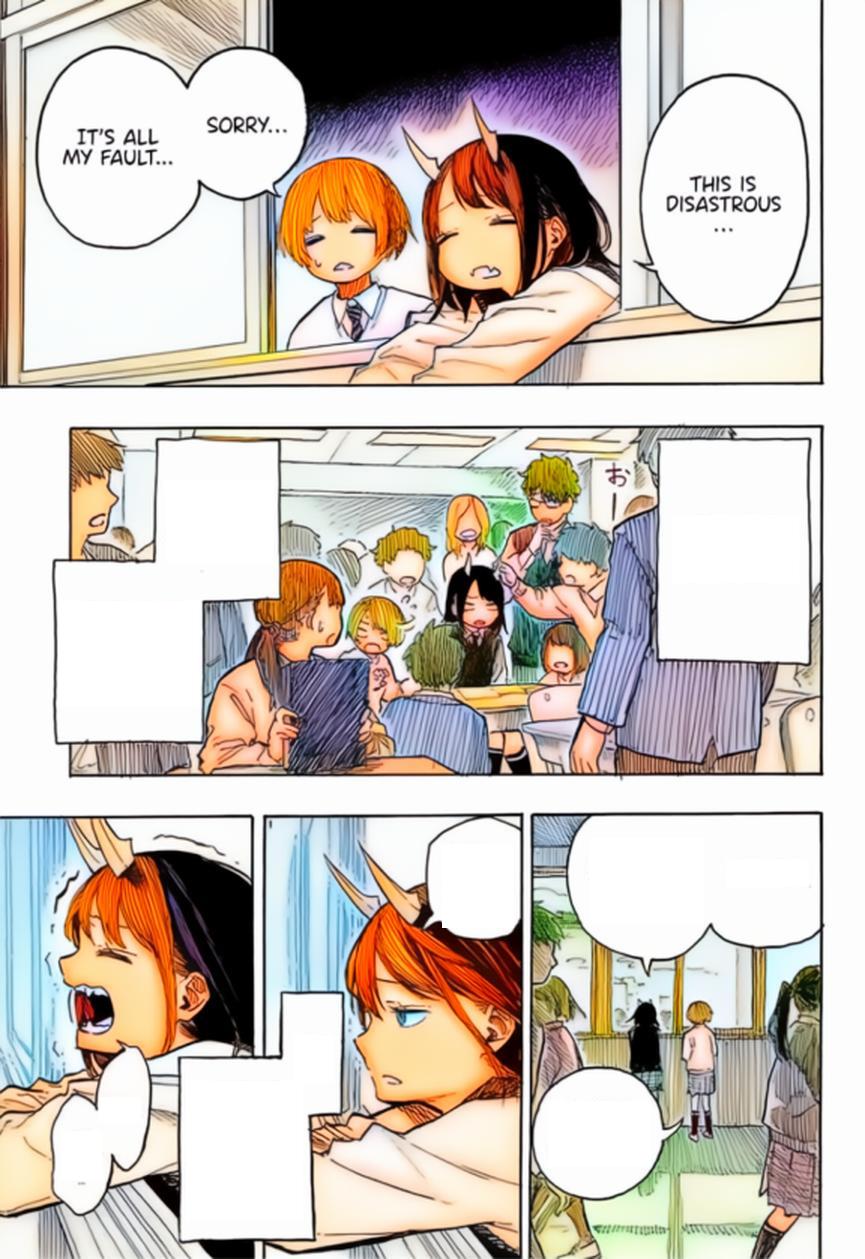 THIS IS
DISASTROUS
...
SORRY...
IT'S ALL
MY FAULT...
おー
...